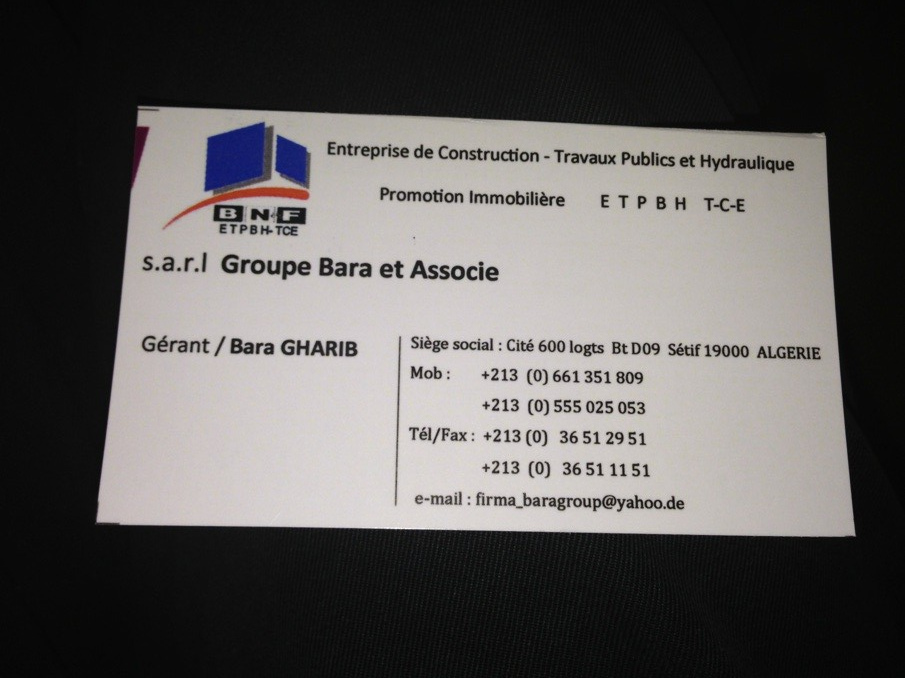 Entreprise de Construction - Travaux Publics et Hydraulique
Promotion Immobilière E T P B H T-C-E
BNF
ETPBH-TCE
s.a.r.l Groupe Bara et Associe
Gérant / Bara GHARIB
Siège social : Cité 600 logts Bt D09 Sétif 19000 ALGERIE
Mob : +213 (0) 661 351 809
+213 (0) 555 025 053
Tél/Fax : +213 (0) 36 51 29 51
+213 (0) 36 51 11 51
e-mail : firma_baragroup@yahoo.de